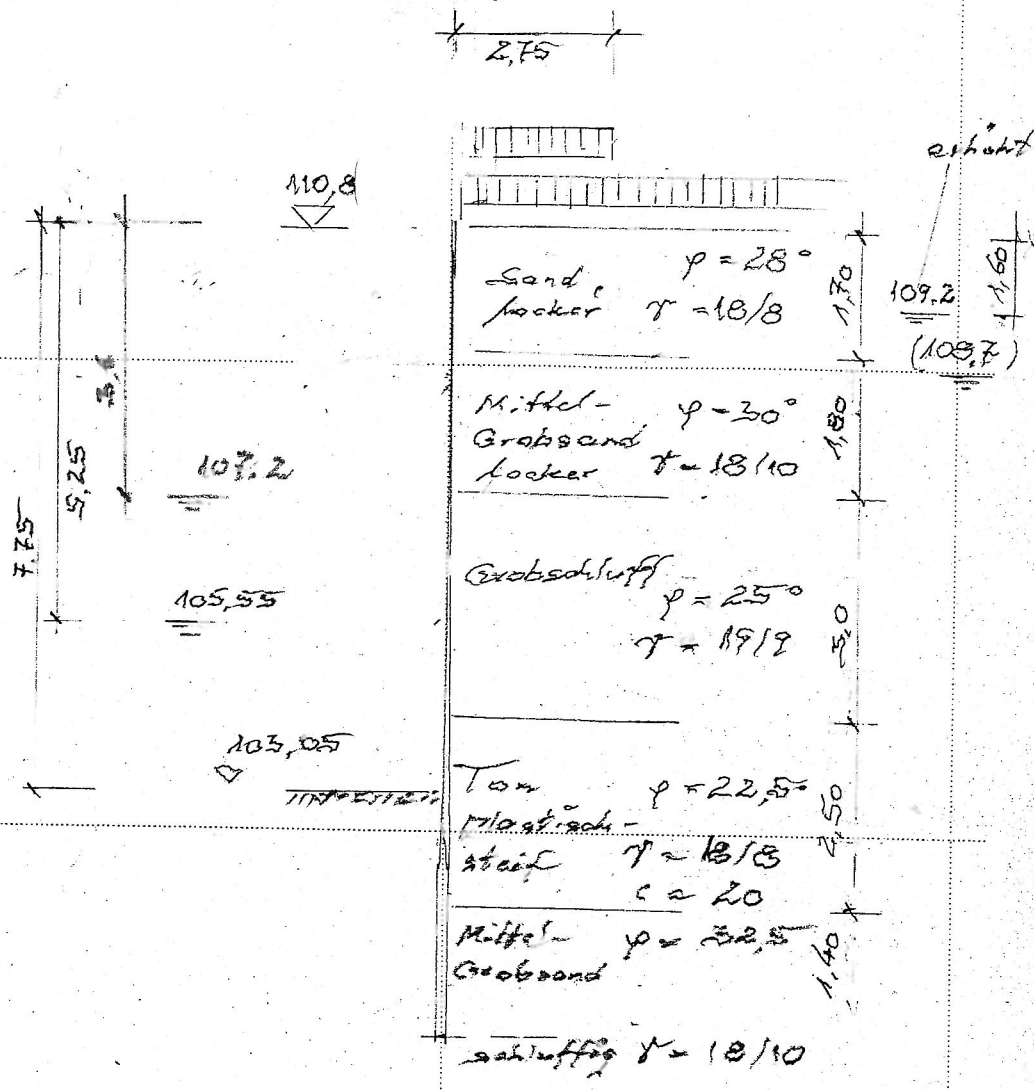 2,75
110,8
erhöht
Sand, φ = 28°
locker γ = 18/8
1,70
109.2
1,60
(108,7)
Mittel- φ = 30°
Grobsand
locker γ = 18/10
1,80
3,6
5,25
7.75
107.2
105,55
Grobschluff
φ = 25°
γ = 19/9
3,0
103,05
Ton φ = 22,5°
plastisch-
steif γ = 18/8
c = 20
2,50
Mittel- φ = 32,5
Grobsand
1,40
schluffig γ = 18/10